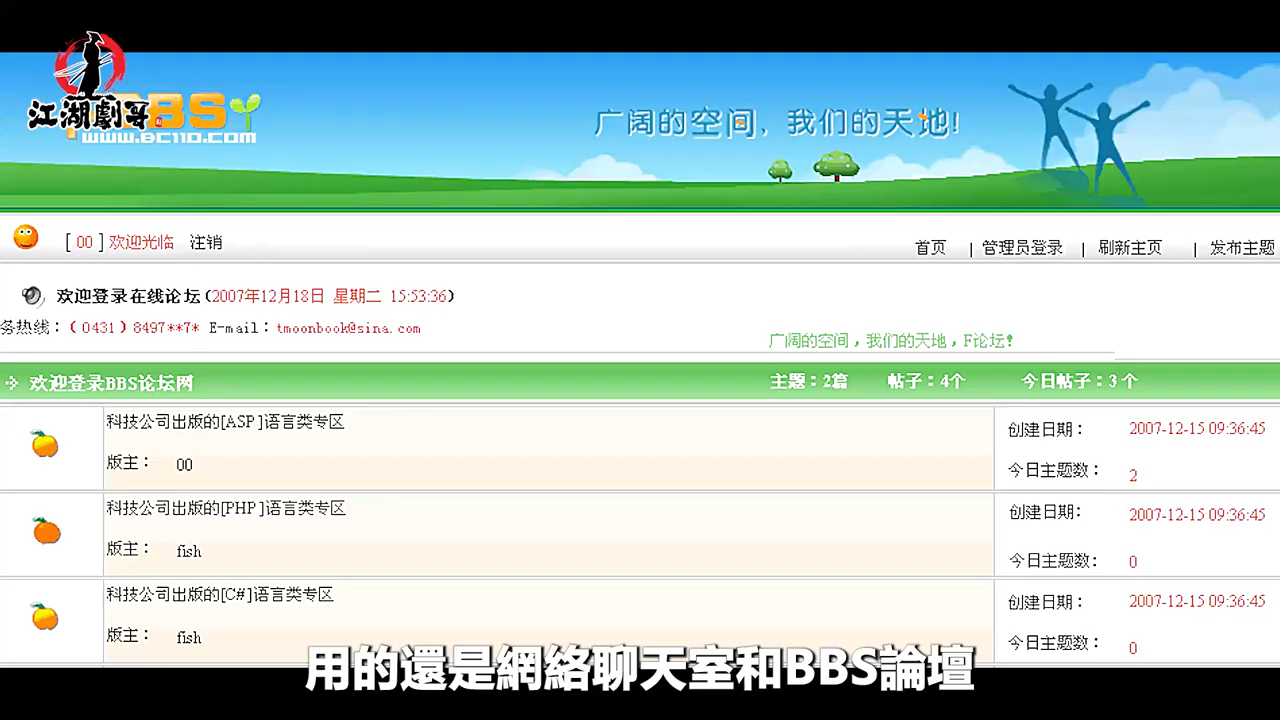 江湖劇哥
BBS
www.BC110.com
广阔的空间，我们的天地!
[ 00 ] 欢迎光临 注销
首页 | 管理员登录 | 刷新主页 | 发布主题
欢迎登录在线论坛(2007年12月18日 星期二 15:53:36)
务热线：(0431) 8497**7* E-mail：tmoonbook@sina.com
广阔的空间，我们的天地，F论坛!
欢迎登录BBS论坛网 主题：2篇 帖子：4个 今日帖子：3 个
科技公司出版的[ASP]语言类专区
版主： 00
创建日期： 2007-12-15 09:36:45
今日主题数： 2
科技公司出版的[PHP]语言类专区
版主： fish
创建日期: 2007-12-15 09:36:45
今日主题数: 0
科技公司出版的[C#]语言类专区
版主： fish
创建日期： 2007-12-15 09:36:45
今日主题数: 0
用的還是網絡聊天室和BBS論壇